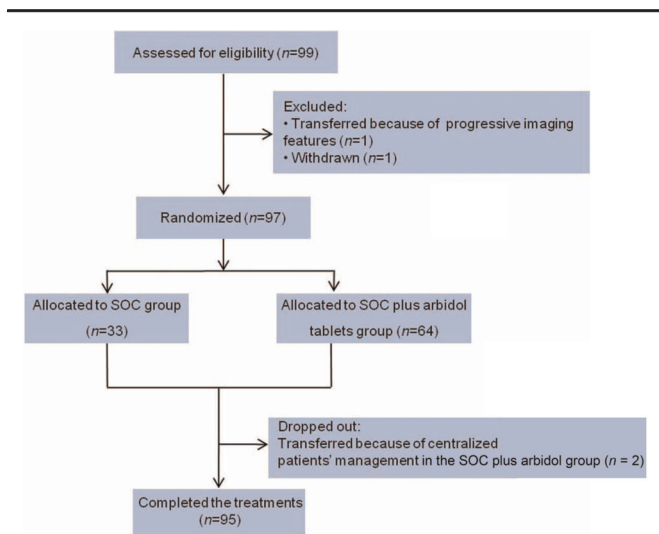 Assessed for eligibility (n=99)
Excluded:
• Transferred because of progressive imaging
features (n=1)
• Withdrawn (n=1)
Randomized (n=97)
Allocated to SOC group
(n=33)
Allocated to SOC plus arbidol
tablets group (n=64)
Dropped out:
Transferred because of centralized
patients' management in the SOC plus arbidol group (n = 2)
Completed the treatments
(n=95)